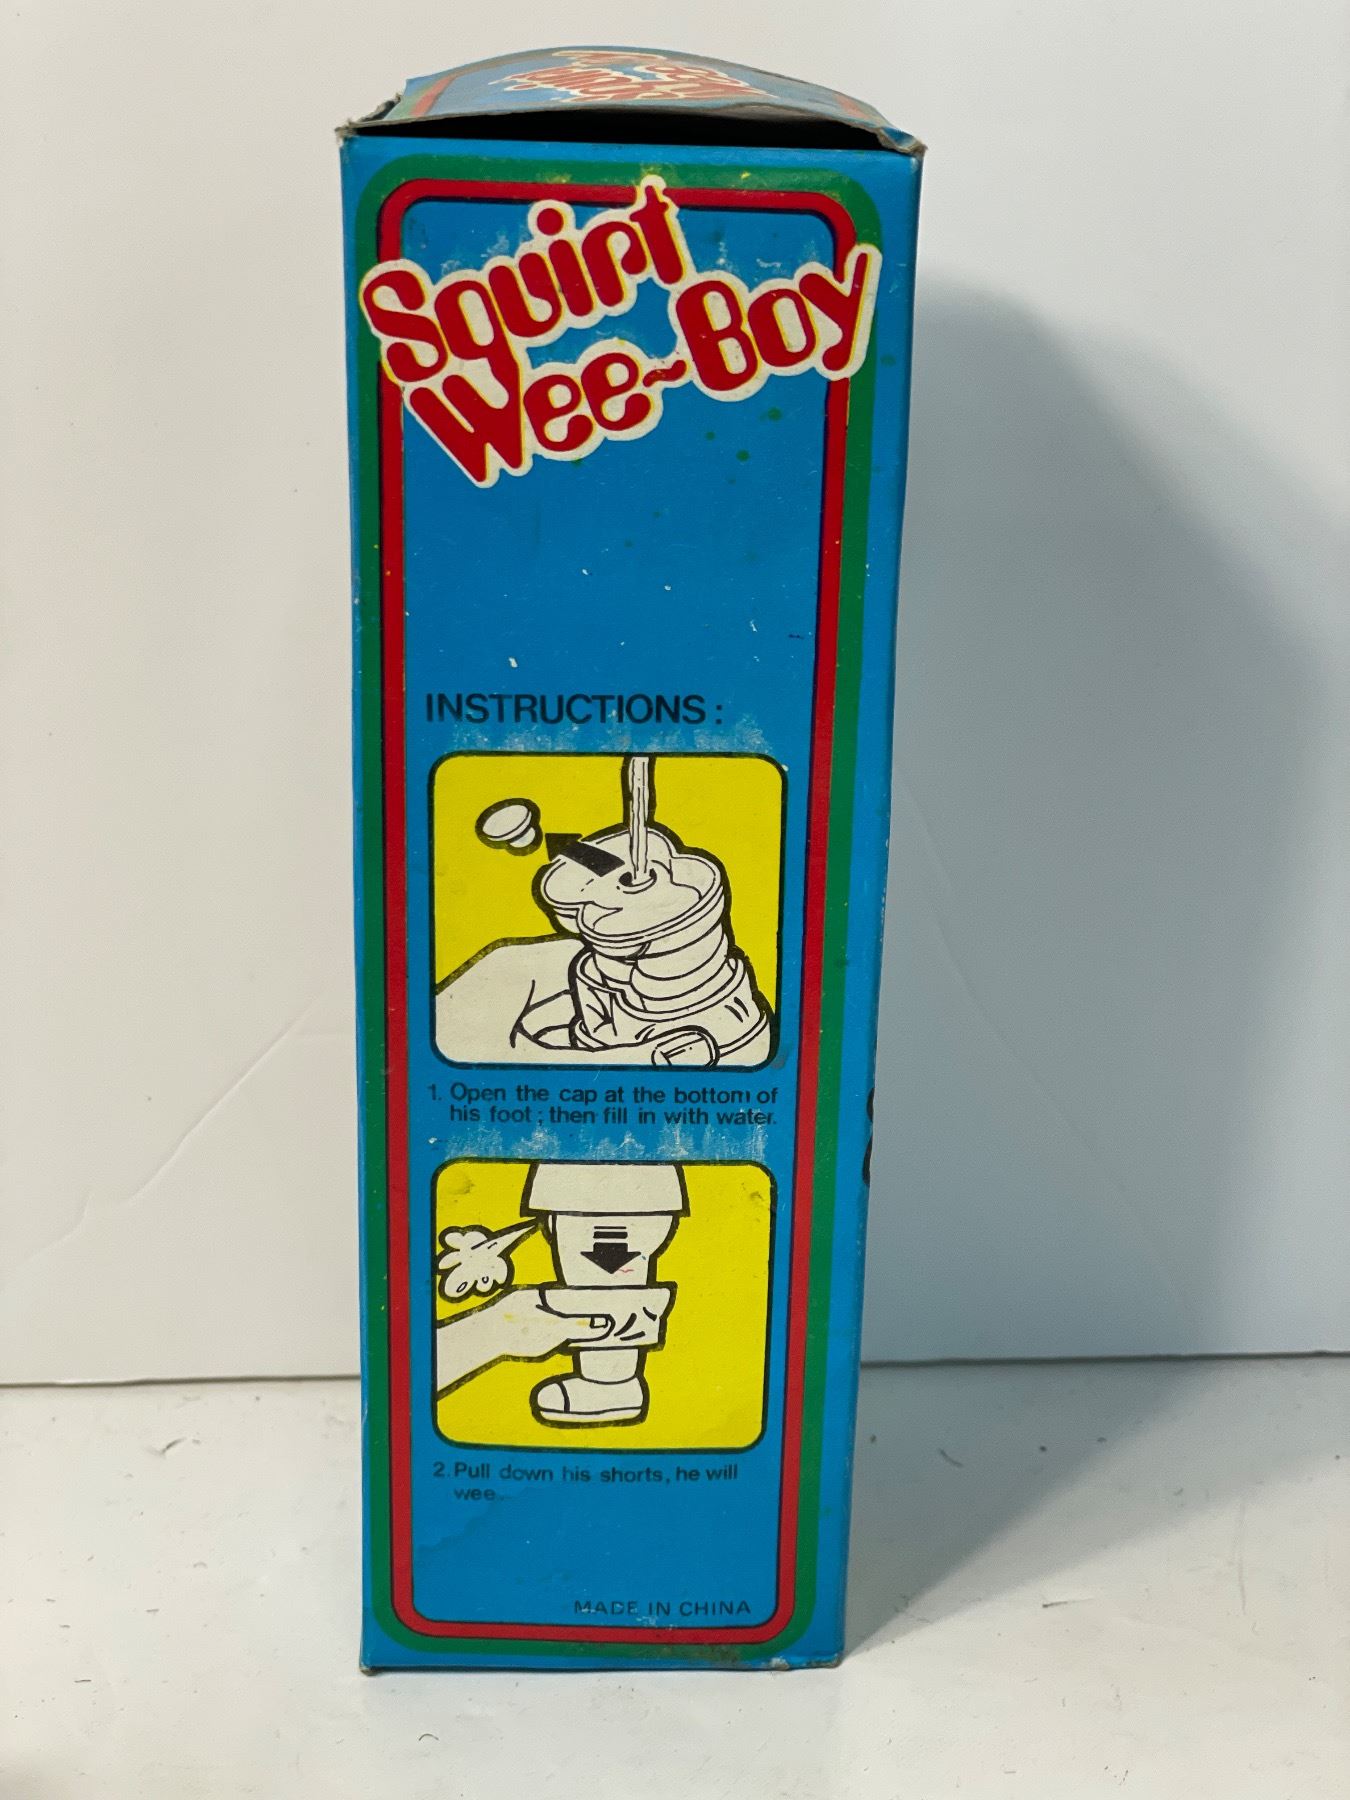 Squirt
Wee-Boy
INSTRUCTIONS :
1. Open the cap at the bottom of
his foot ; then fill in with water.
2. Pull down his shorts, he will
wee.
MADE IN CHINA